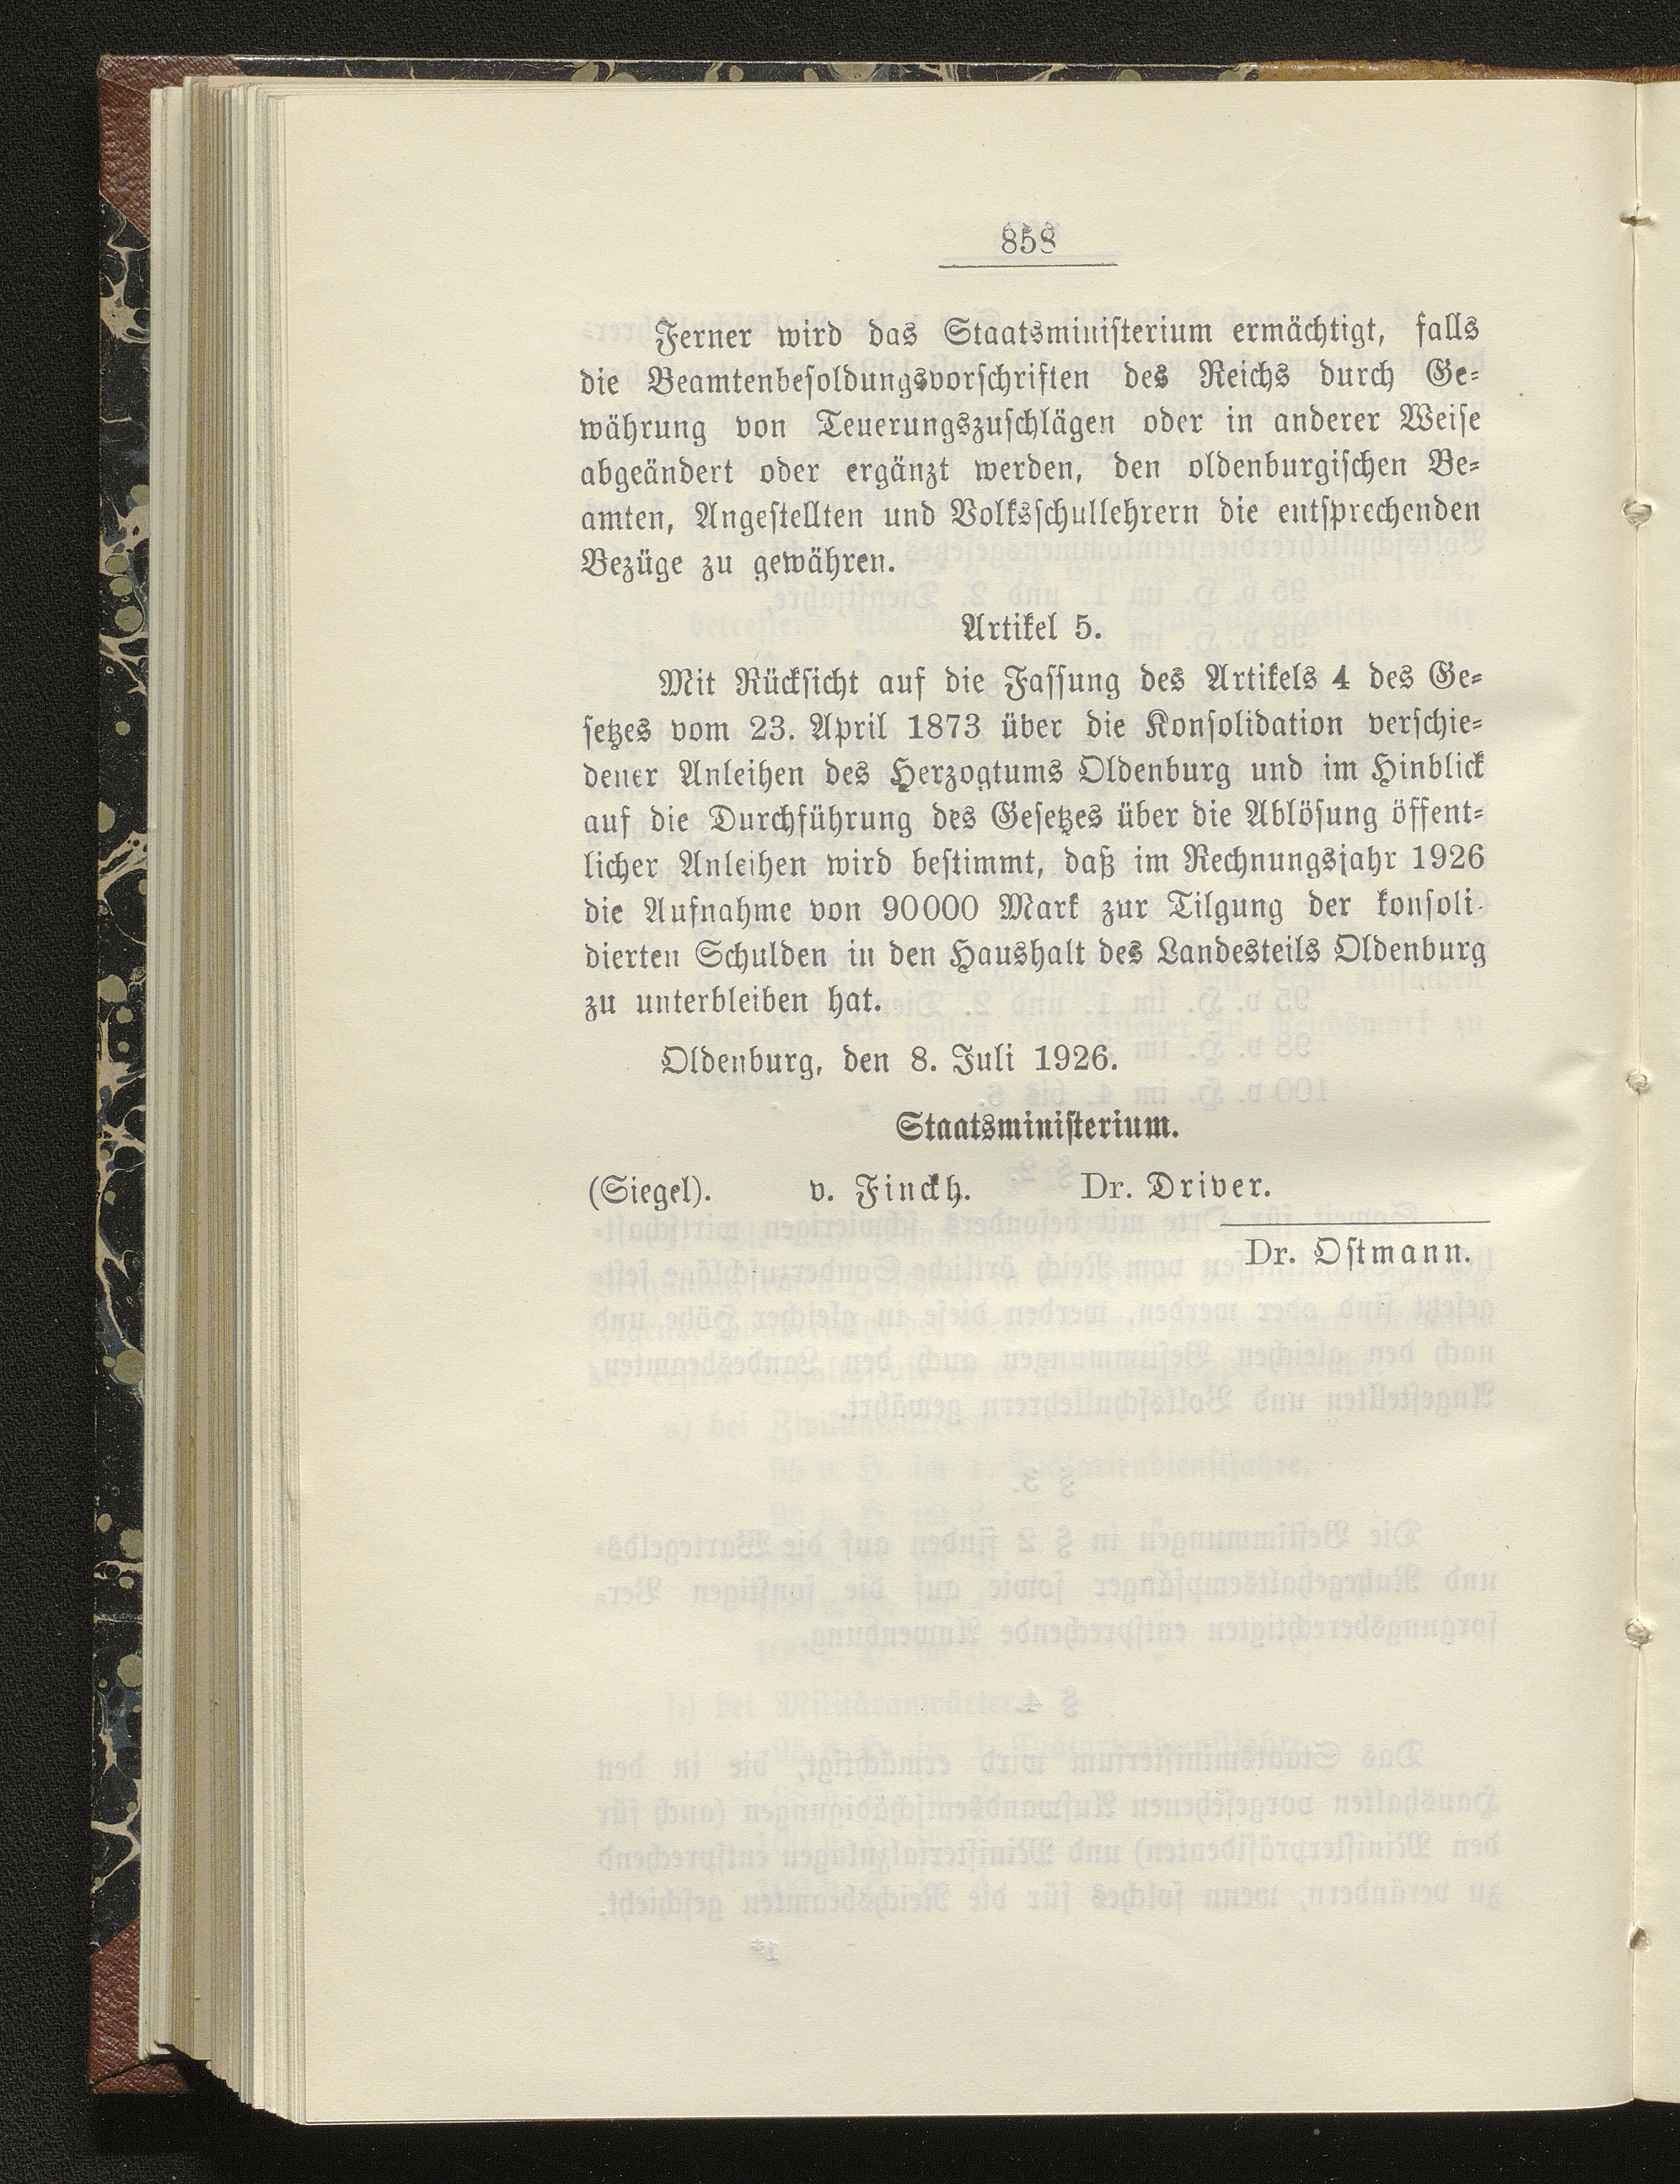 858
Ferner wird das Staatsministerium ermächtigt, falls
die Beamtenbesoldungsvorschriften des Reichs durch Ge-
währung von Teuerungszuschlägen oder in anderer Weise
abgeändert oder ergänzt werden, den oldenburgischen Be-
amten, Angestellten und Volksschullehrern die entsprechenden
Bezüge zu gewähren.
Artikel 5.
Mit Rücksicht auf die Fassung des Artikels 4 des Ge-
setzes vom 23. April 1873 über die Konsolidation verschie-
dener Anleihen des Herzogtums Oldenburg und im Hinblick
auf die Durchführung des Gesetzes über die Ablösung öffent-
licher Anleihen wird bestimmt, daß im Rechnungsjahr 1926
die Aufnahme von 90000 Mark zur Tilgung der konsoli-
dierten Schulden in den Haushalt des Landesteils Oldenburg
zu unterbleiben hat.
Oldenburg, den 8. Juli 1926.
Staatsministerium.
(Siegel). v. Finckh. Dr. Driver.
Dr. Ostmann.